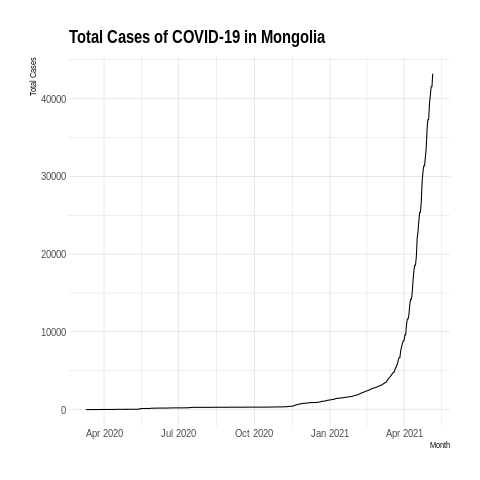 Total Cases of COVID-19 in Mongolia
Total Cases
40000
30000
20000
10000
0
Apr 2020 Jul 2020 Oct 2020 Jan 2021 Apr 2021
Month